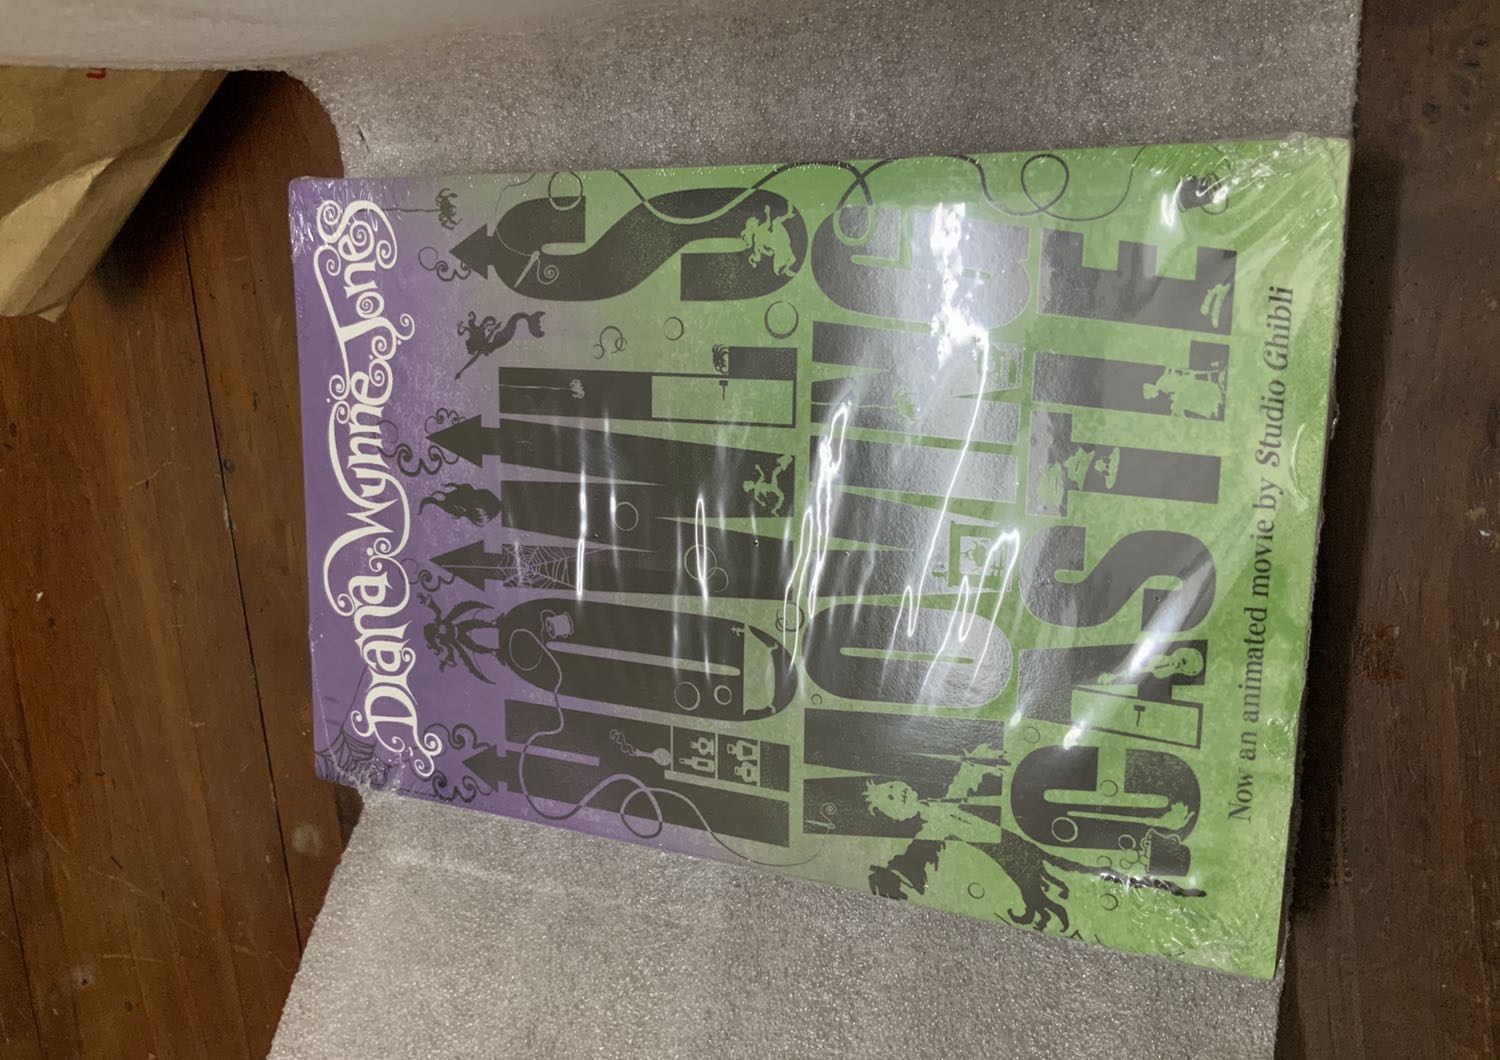 Diana Wynne Jones
HOWL'S
MOVING
CASTLE
Now an animated movie by Studio Ghibli